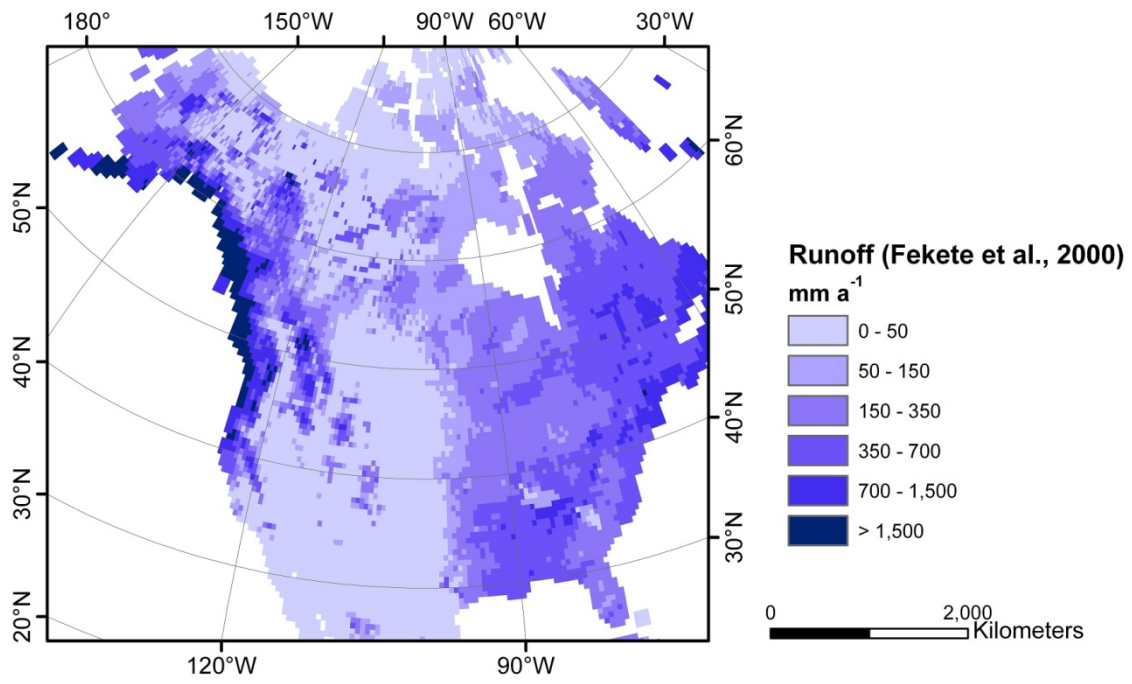 180°
150°W
90°W
60°W
30°W
60°N
50°N
50°N
40°N
40°N
30°N
30°N
20°N
120°W
90°W
Runoff (Fekete et al., 2000)
mm a⁻¹
0 - 50
50 - 150
150 - 350
350 - 700
700 - 1,500
> 1,500
0 2,000
Kilometers